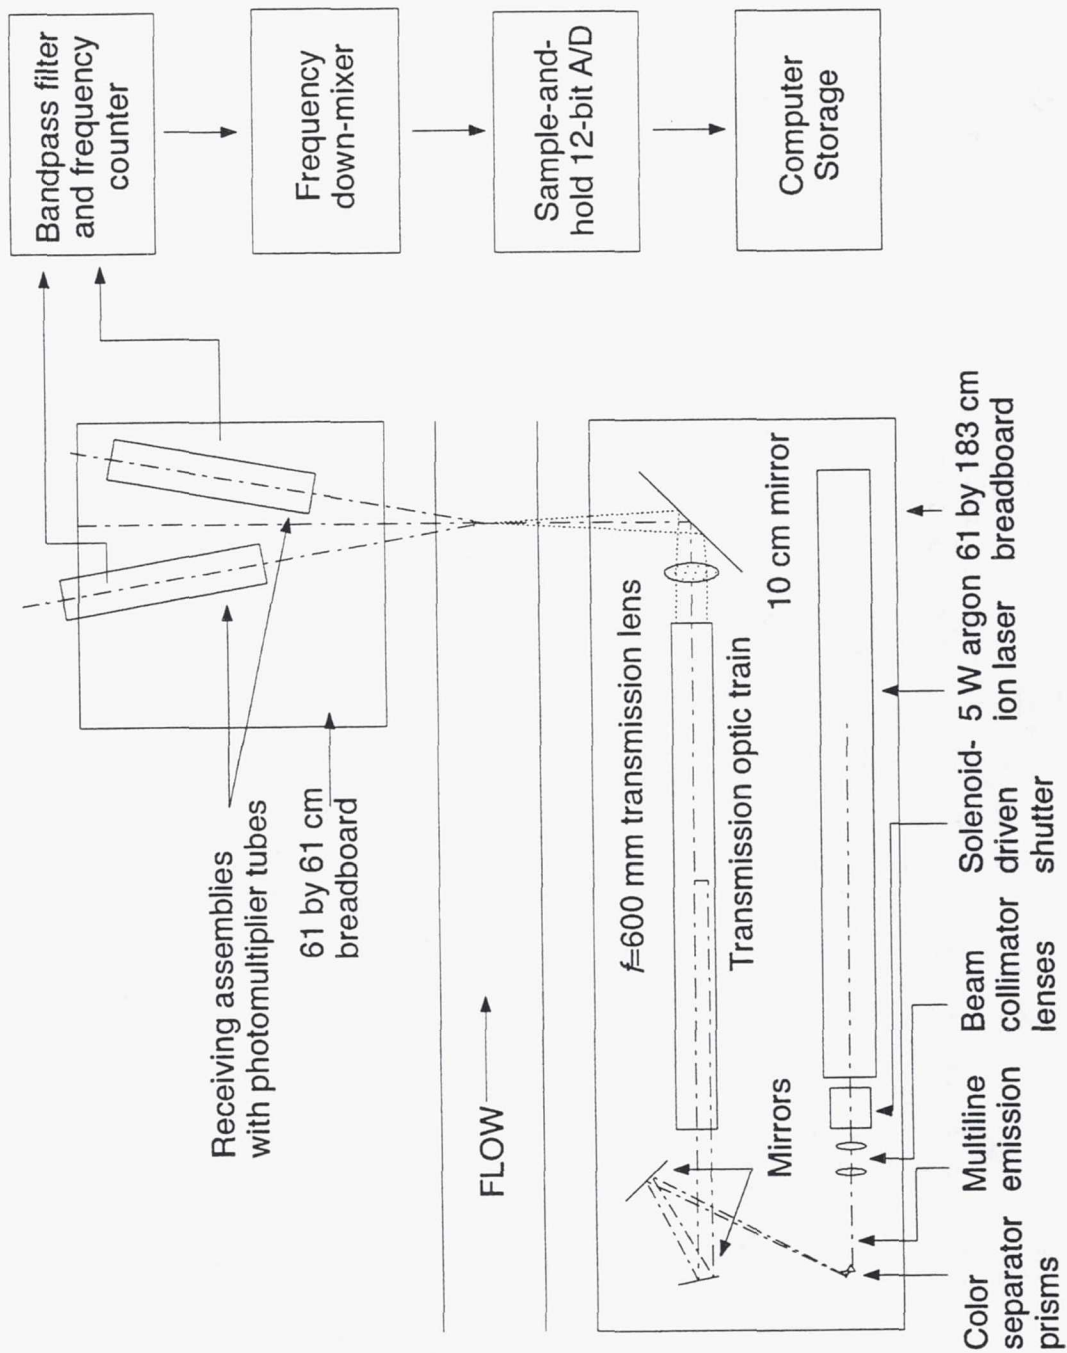 Bandpass filter
and frequency
counter
Frequency
down-mixer
Sample-and-
hold 12-bit A/D
Computer
Storage
Receiving assemblies
with photomultiplier tubes
61 by 61 cm
breadboard
FLOW
f=600 mm transmission lens
Transmission optic train
10 cm mirror
Mirrors
Color
separator
prisms
Multiline
emission
Beam
collimator
lenses
Solenoid-
driven
shutter
5 W argon
ion laser
61 by 183 cm
breadboard